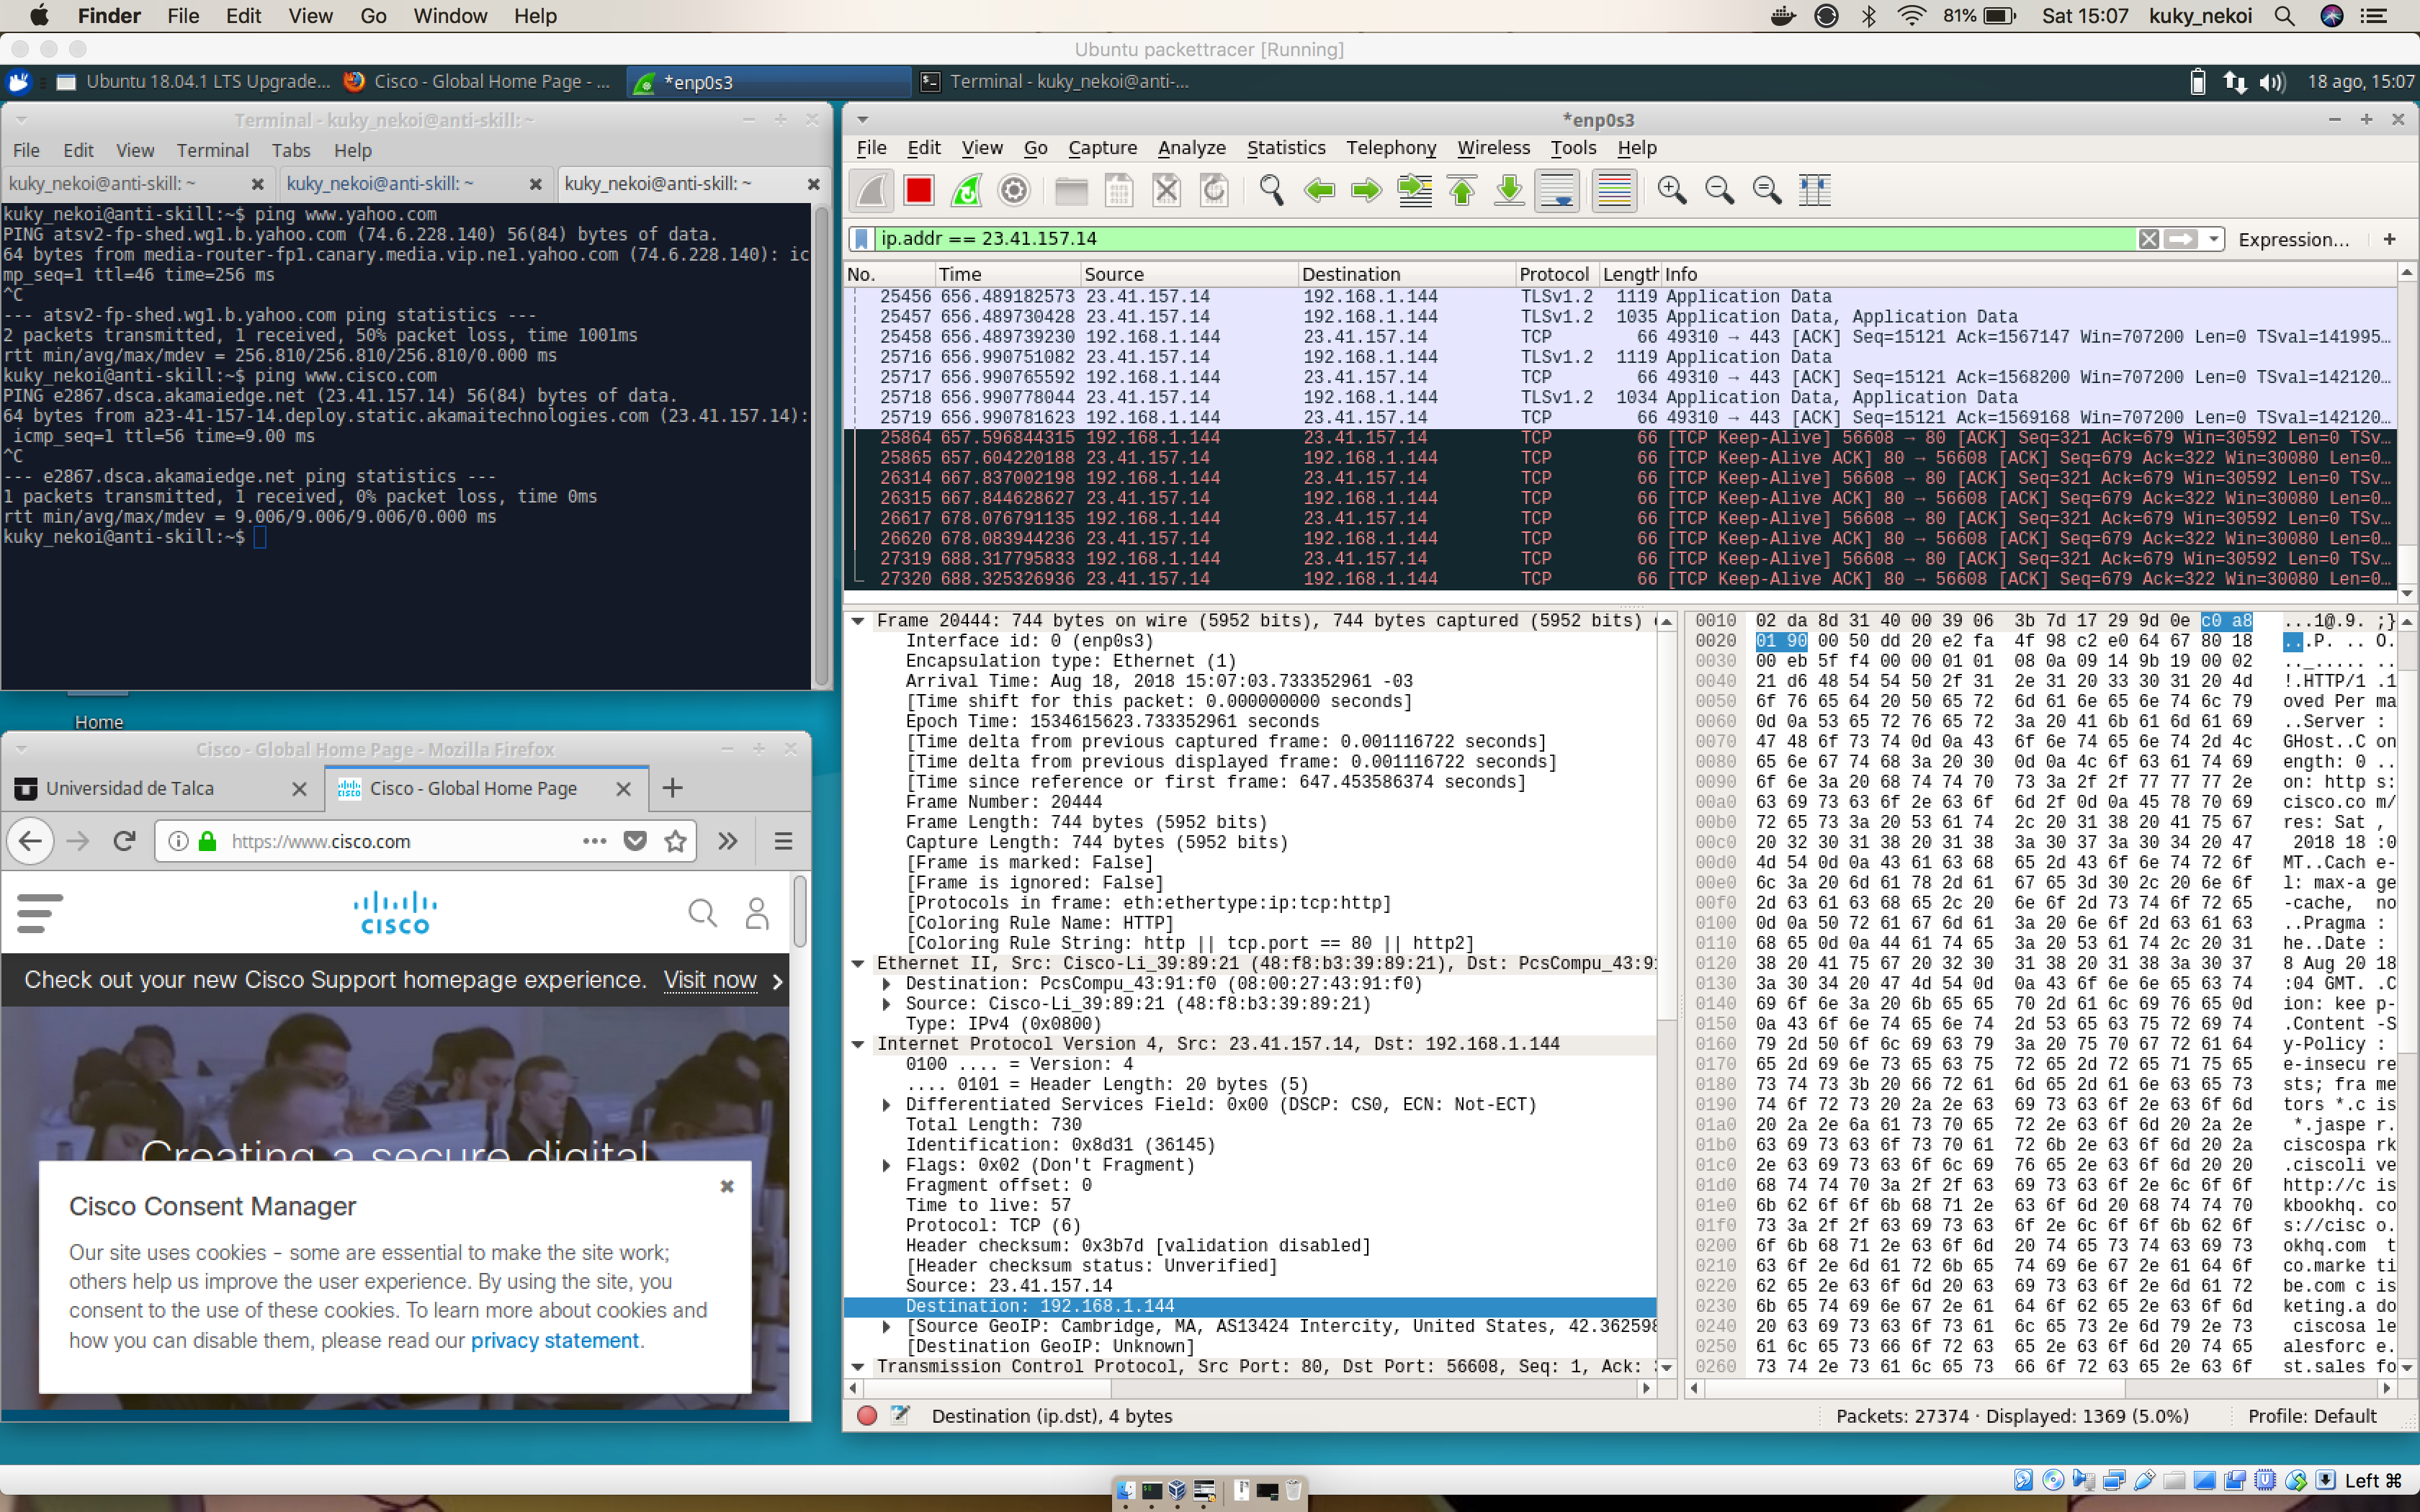 Finder File Edit View Go Window Help
81% Sat 15:07 kuky_nekoi
Ubuntu packettracer [Running]
Ubuntu 18.04.1 LTS Upgrade... Cisco - Global Home Page - ... *enp0s3 Terminal - kuky_nekoi@anti-... 18 ago, 15:07
Terminal - kuky_nekoi@anti-skill: ~
File Edit View Terminal Tabs Help
kuky_nekoi@anti-skill: ~ kuky_nekoi@anti-skill: ~ kuky_nekoi@anti-skill: ~
kuky_nekoi@anti-skill:~$ ping www.yahoo.com
PING atsv2-fp-shed.wg1.b.yahoo.com (74.6.228.140) 56(84) bytes of data.
64 bytes from media-router-fp1.canary.media.vip.ne1.yahoo.com (74.6.228.140): ic
mp_seq=1 ttl=46 time=256 ms
^C
--- atsv2-fp-shed.wg1.b.yahoo.com ping statistics ---
2 packets transmitted, 1 received, 50% packet loss, time 1001ms
rtt min/avg/max/mdev = 256.810/256.810/256.810/0.000 ms
kuky_nekoi@anti-skill:~$ ping www.cisco.com
PING e2867.dsca.akamaiedge.net (23.41.157.14) 56(84) bytes of data.
64 bytes from a23-41-157-14.deploy.static.akamaitechnologies.com (23.41.157.14):
icmp_seq=1 ttl=56 time=9.00 ms
^C
--- e2867.dsca.akamaiedge.net ping statistics ---
1 packets transmitted, 1 received, 0% packet loss, time 0ms
rtt min/avg/max/mdev = 9.006/9.006/9.006/0.000 ms
kuky_nekoi@anti-skill:~$
Home
Cisco - Global Home Page - Mozilla Firefox
Universidad de Talca Cisco - Global Home Page
https://www.cisco.com
CISCO
Check out your new Cisco Support homepage experience. Visit now
Creating a secure digital
Cisco Consent Manager
Our site uses cookies - some are essential to make the site work;
others help us improve the user experience. By using the site, you
consent to the use of these cookies. To learn more about cookies and
how you can disable them, please read our privacy statement.
*enp0s3
File Edit View Go Capture Analyze Statistics Telephony Wireless Tools Help
ip.addr == 23.41.157.14 Expression... +
No. Time Source Destination Protocol Length Info
25456 656.489182573 23.41.157.14 192.168.1.144 TLSv1.2 1119 Application Data
25457 656.489730428 23.41.157.14 192.168.1.144 TLSv1.2 1035 Application Data, Application Data
25458 656.489739230 192.168.1.144 23.41.157.14 TCP 66 49310 → 443 [ACK] Seq=15121 Ack=1567147 Win=707200 Len=0 TSval=141995...
25716 656.990751082 23.41.157.14 192.168.1.144 TLSv1.2 1119 Application Data
25717 656.990765592 192.168.1.144 23.41.157.14 TCP 66 49310 → 443 [ACK] Seq=15121 Ack=1568200 Win=707200 Len=0 TSval=142120...
25718 656.990778044 23.41.157.14 192.168.1.144 TLSv1.2 1034 Application Data, Application Data
25719 656.990781623 192.168.1.144 23.41.157.14 TCP 66 49310 → 443 [ACK] Seq=15121 Ack=1569168 Win=707200 Len=0 TSval=142120...
25864 657.596844315 192.168.1.144 23.41.157.14 TCP 66 [TCP Keep-Alive] 56608 → 80 [ACK] Seq=321 Ack=679 Win=30592 Len=0 TSv...
25865 657.604220188 23.41.157.14 192.168.1.144 TCP 66 [TCP Keep-Alive ACK] 80 → 56608 [ACK] Seq=679 Ack=322 Win=30080 Len=0...
26314 667.837002198 192.168.1.144 23.41.157.14 TCP 66 [TCP Keep-Alive] 56608 → 80 [ACK] Seq=321 Ack=679 Win=30592 Len=0 TSv...
26315 667.844628627 23.41.157.14 192.168.1.144 TCP 66 [TCP Keep-Alive ACK] 80 → 56608 [ACK] Seq=679 Ack=322 Win=30080 Len=0...
26617 678.076791135 192.168.1.144 23.41.157.14 TCP 66 [TCP Keep-Alive] 56608 → 80 [ACK] Seq=321 Ack=679 Win=30592 Len=0 TSv...
26620 678.083944236 23.41.157.14 192.168.1.144 TCP 66 [TCP Keep-Alive ACK] 80 → 56608 [ACK] Seq=679 Ack=322 Win=30080 Len=0...
27319 688.317795833 192.168.1.144 23.41.157.14 TCP 66 [TCP Keep-Alive] 56608 → 80 [ACK] Seq=321 Ack=679 Win=30592 Len=0 TSv...
27320 688.325326936 23.41.157.14 192.168.1.144 TCP 66 [TCP Keep-Alive ACK] 80 → 56608 [ACK] Seq=679 Ack=322 Win=30080 Len=0...
Frame 20444: 744 bytes on wire (5952 bits), 744 bytes captured (5952 bits)
Interface id: 0 (enp0s3)
Encapsulation type: Ethernet (1)
Arrival Time: Aug 18, 2018 15:07:03.733352961 -03
[Time shift for this packet: 0.000000000 seconds]
Epoch Time: 1534615623.733352961 seconds
[Time delta from previous captured frame: 0.001116722 seconds]
[Time delta from previous displayed frame: 0.001116722 seconds]
[Time since reference or first frame: 647.453586374 seconds]
Frame Number: 20444
Frame Length: 744 bytes (5952 bits)
Capture Length: 744 bytes (5952 bits)
[Frame is marked: False]
[Frame is ignored: False]
[Protocols in frame: eth:ethertype:ip:tcp:http]
[Coloring Rule Name: HTTP]
[Coloring Rule String: http || tcp.port == 80 || http2]
Ethernet II, Src: Cisco-Li_39:89:21 (48:f8:b3:39:89:21), Dst: PcsCompu_43:91
Destination: PcsCompu_43:91:f0 (08:00:27:43:91:f0)
Source: Cisco-Li_39:89:21 (48:f8:b3:39:89:21)
Type: IPv4 (0x0800)
Internet Protocol Version 4, Src: 23.41.157.14, Dst: 192.168.1.144
0100 .... = Version: 4
.... 0101 = Header Length: 20 bytes (5)
Differentiated Services Field: 0x00 (DSCP: CS0, ECN: Not-ECT)
Total Length: 730
Identification: 0x8d31 (36145)
Flags: 0x02 (Don't Fragment)
Fragment offset: 0
Time to live: 57
Protocol: TCP (6)
Header checksum: 0x3b7d [validation disabled]
[Header checksum status: Unverified]
Source: 23.41.157.14
Destination: 192.168.1.144
[Source GeoIP: Cambridge, MA, AS13424 Intercity, United States, 42.362598
[Destination GeoIP: Unknown]
Transmission Control Protocol, Src Port: 80, Dst Port: 56608, Seq: 1, Ack:
0010 02 da 8d 31 40 00 39 06 3b 7d 17 29 9d 0e c0 a8 ...1@.9. ;}
0020 01 90 00 50 dd 20 e2 fa 4f 98 c2 e0 64 67 80 18 ...P. .. O.
0030 00 eb 5f f4 00 00 01 01 08 0a 09 14 9b 19 00 02 .._..... ..
0040 21 d6 48 54 54 50 2f 31 2e 31 20 33 30 31 20 4d !.HTTP/1 .1
0050 6f 76 65 64 20 50 65 72 6d 61 6e 65 6e 74 6c 79 oved Per ma
0060 0d 0a 53 65 72 76 65 72 3a 20 41 6b 61 6d 61 69 ..Server :
0070 47 48 6f 73 74 0d 0a 43 6f 6e 74 65 6e 74 2d 4c GHost..C on
0080 65 6e 67 74 68 3a 20 30 0d 0a 4c 6f 63 61 74 69 ength: 0 ..
0090 6f 6e 3a 20 68 74 74 70 73 3a 2f 2f 77 77 77 2e on: http s:
00a0 63 69 73 63 6f 2e 63 6f 6d 2f 0d 0a 45 78 70 69 cisco.co m/
00b0 72 65 73 3a 20 53 61 74 2c 20 31 38 20 41 75 67 res: Sat ,
00c0 20 32 30 31 38 20 31 38 3a 30 37 3a 30 34 20 47 2018 18 :0
00d0 4d 54 0d 0a 43 61 63 68 65 2d 43 6f 6e 74 72 6f MT..Cach e-
00e0 6c 3a 20 6d 61 78 2d 61 67 65 3d 30 2c 20 6e 6f l: max-a ge
00f0 2d 63 61 63 68 65 2c 20 6e 6f 2d 73 74 6f 72 65 -cache, no
0100 0d 0a 50 72 61 67 6d 61 3a 20 6e 6f 2d 63 61 63 ..Pragma :
0110 68 65 0d 0a 44 61 74 65 3a 20 53 61 74 2c 20 31 he..Date :
0120 38 20 41 75 67 20 32 30 31 38 20 31 38 3a 30 37 8 Aug 20 18
0130 3a 30 34 20 47 4d 54 0d 0a 43 6f 6e 6e 65 63 74 :04 GMT. .C
0140 69 6f 6e 3a 20 6b 65 65 70 2d 61 6c 69 76 65 0d ion: kee p-
0150 0a 43 6f 6e 74 65 6e 74 2d 53 65 63 75 72 69 74 .Content -S
0160 79 2d 50 6f 6c 69 63 79 3a 20 75 70 67 72 61 64 y-Policy :
0170 65 2d 69 6e 73 65 63 75 72 65 2d 72 65 71 75 65 e-insecu re
0180 73 74 73 3b 20 66 72 61 6d 65 2d 61 6e 63 65 73 sts; fra me
0190 74 6f 72 73 20 2a 2e 63 69 73 63 6f 2e 63 6f 6d tors *.c is
01a0 20 2a 2e 6a 61 73 70 65 72 2e 63 6f 6d 20 2a 2e *.jaspe r.
01b0 63 69 73 63 6f 73 70 61 72 6b 2e 63 6f 6d 20 2a ciscospa rk
01c0 2e 63 69 73 63 6f 6c 69 76 65 2e 63 6f 6d 20 20 .ciscoli ve
01d0 68 74 74 70 3a 2f 2f 63 69 73 63 6f 2e 6c 6f 6f http://c is
01e0 6b 62 6f 6f 6b 68 71 2e 63 6f 6d 20 68 74 74 70 kbookhq. co
01f0 73 3a 2f 2f 63 69 73 63 6f 2e 6c 6f 6f 6b 62 6f s://cisc o.
0200 6f 6b 68 71 2e 63 6f 6d 20 74 65 73 74 63 69 73 okhq.com t
0210 63 6f 2e 6d 61 72 6b 65 74 69 6e 67 2e 61 64 6f co.marke ti
0220 62 65 2e 63 6f 6d 20 63 69 73 63 6f 2e 6d 61 72 be.com c is
0230 6b 65 74 69 6e 67 2e 61 64 6f 62 65 2e 63 6f 6d keting.a do
0240 20 63 69 73 63 6f 73 61 6c 65 73 2e 6d 79 2e 73 ciscosa le
0250 61 6c 65 73 66 6f 72 63 65 2e 63 6f 6d 20 74 65 alesforc e.
0260 73 74 2e 73 61 6c 65 73 66 6f 72 63 65 2e 63 6f st.sales fo
Destination (ip.dst), 4 bytes Packets: 27374 · Displayed: 1369 (5.0%) Profile: Default
Left ⌘